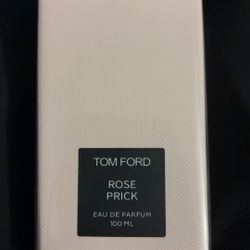 TOM FORD
ROSE
PRICK
EAU DE PARFUM
100 ML